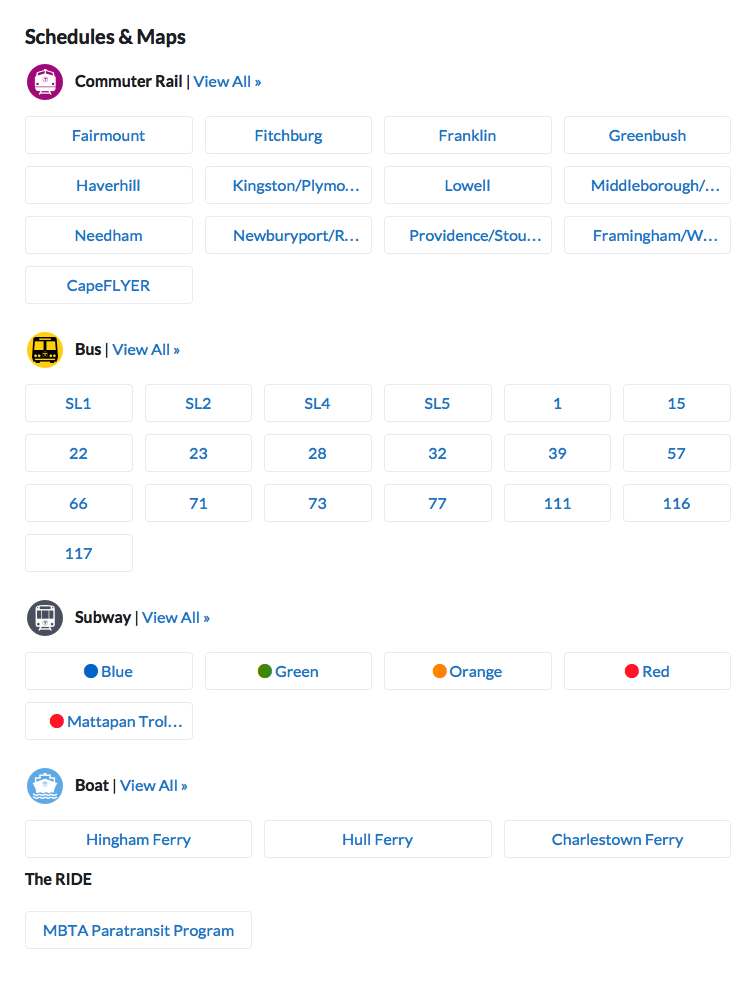 Schedules & Maps
Commuter Rail | View All »
Fairmount Fitchburg Franklin Greenbush
Haverhill Kingston/Plymo... Lowell Middleborough/...
Needham Newburyport/R... Providence/Stou... Framingham/W...
CapeFLYER
Bus | View All »
SL1 SL2 SL4 SL5 1 15
22 23 28 32 39 57
66 71 73 77 111 116
117
Subway | View All »
Blue Green Orange Red
Mattapan Trol...
Boat | View All »
Hingham Ferry Hull Ferry Charlestown Ferry
The RIDE
MBTA Paratransit Program